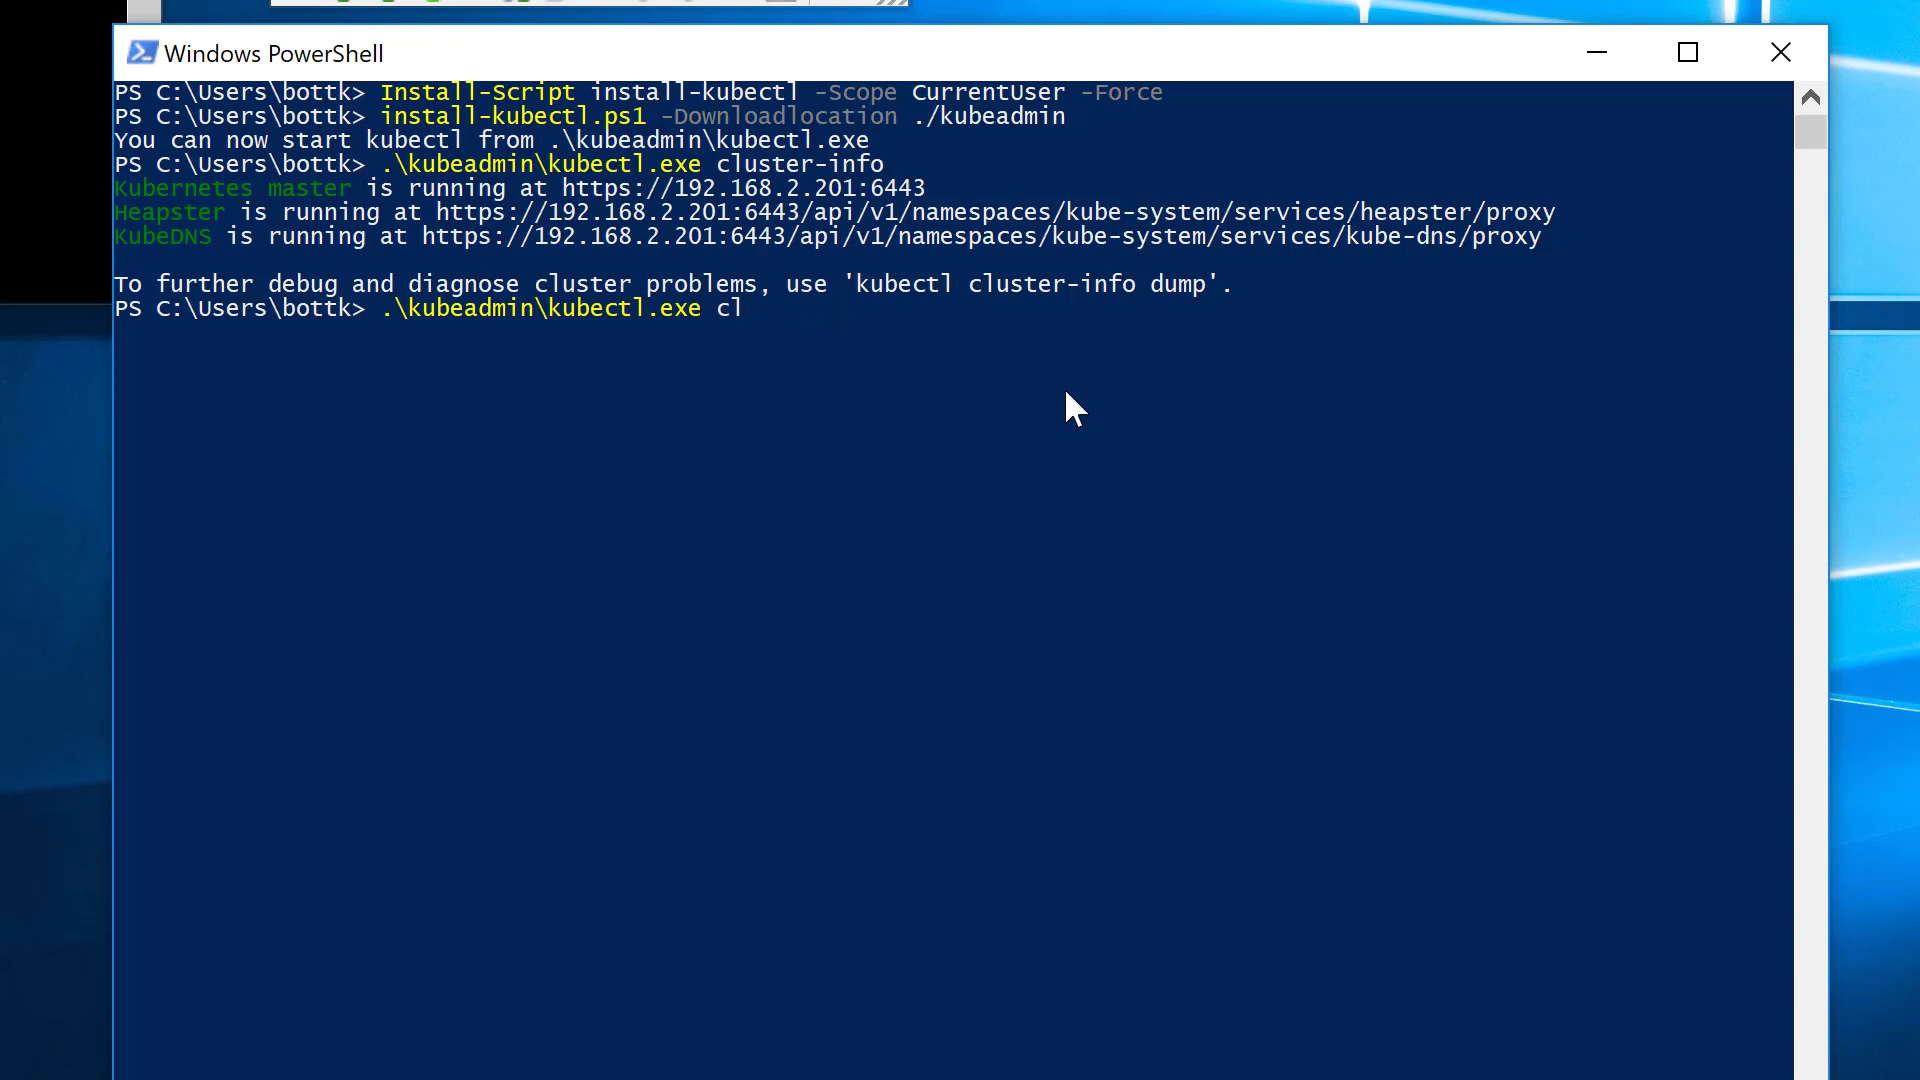 Windows PowerShell
PS C:\Users\bottk> Install-Script install-kubectl -Scope CurrentUser -Force
PS C:\Users\bottk> install-kubectl.ps1 -Downloadlocation ./kubeadmin
You can now start kubectl from .\kubeadmin\kubectl.exe
PS C:\Users\bottk> .\kubeadmin\kubectl.exe cluster-info
Kubernetes master is running at https://192.168.2.201:6443
Heapster is running at https://192.168.2.201:6443/api/v1/namespaces/kube-system/services/heapster/proxy
KubeDNS is running at https://192.168.2.201:6443/api/v1/namespaces/kube-system/services/kube-dns/proxy
To further debug and diagnose cluster problems, use 'kubectl cluster-info dump'.
PS C:\Users\bottk> .\kubeadmin\kubectl.exe cl